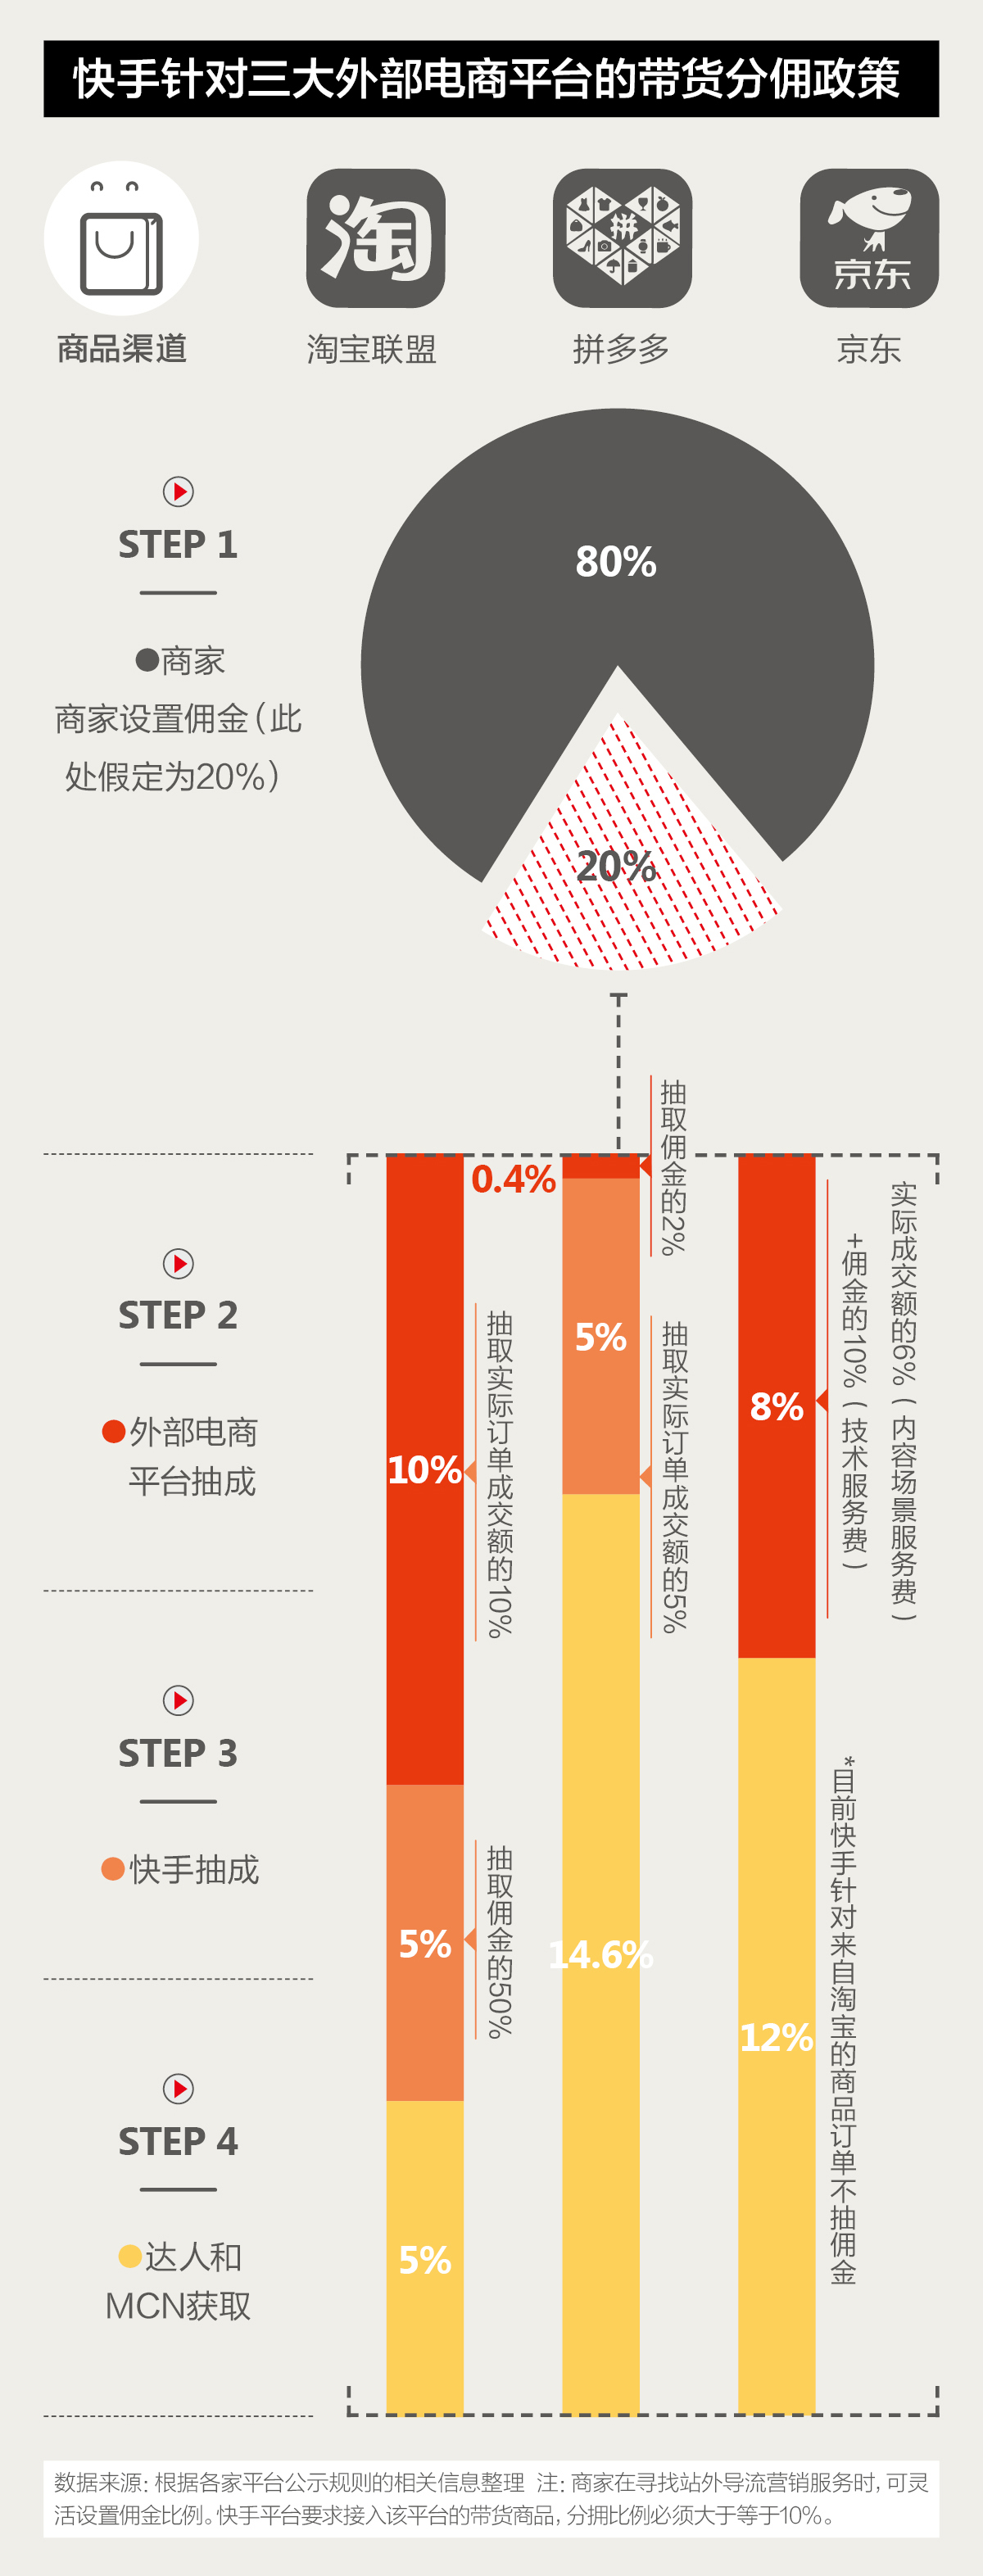 快手针对三大外部电商平台的带货分佣政策
淘
拼
京东
商品渠道
淘宝联盟
拼多多
京东
STEP 1
商家
商家设置佣金(此
处假定为20%)
80%
20%
STEP 2
外部电商
平台抽成
STEP 3
快手抽成
STEP 4
达人和
MCN获取
10%
抽取实际订单成交额的10%
5%
抽取佣金的50%
5%
0.4%
抽取佣金的2%
5%
抽取实际订单成交额的5%
14.6%
8%
实际成交额的6%(内容场景服务费)
+佣金的10%(技术服务费)
12%
*目前快手针对来自淘宝的商品订单不抽佣金
数据来源:根据各家平台公示规则的相关信息整理 注:商家在寻找站外导流营销服务时,可灵
活设置佣金比例。快手平台要求接入该平台的带货商品,分拥比例必须大于等于10%。